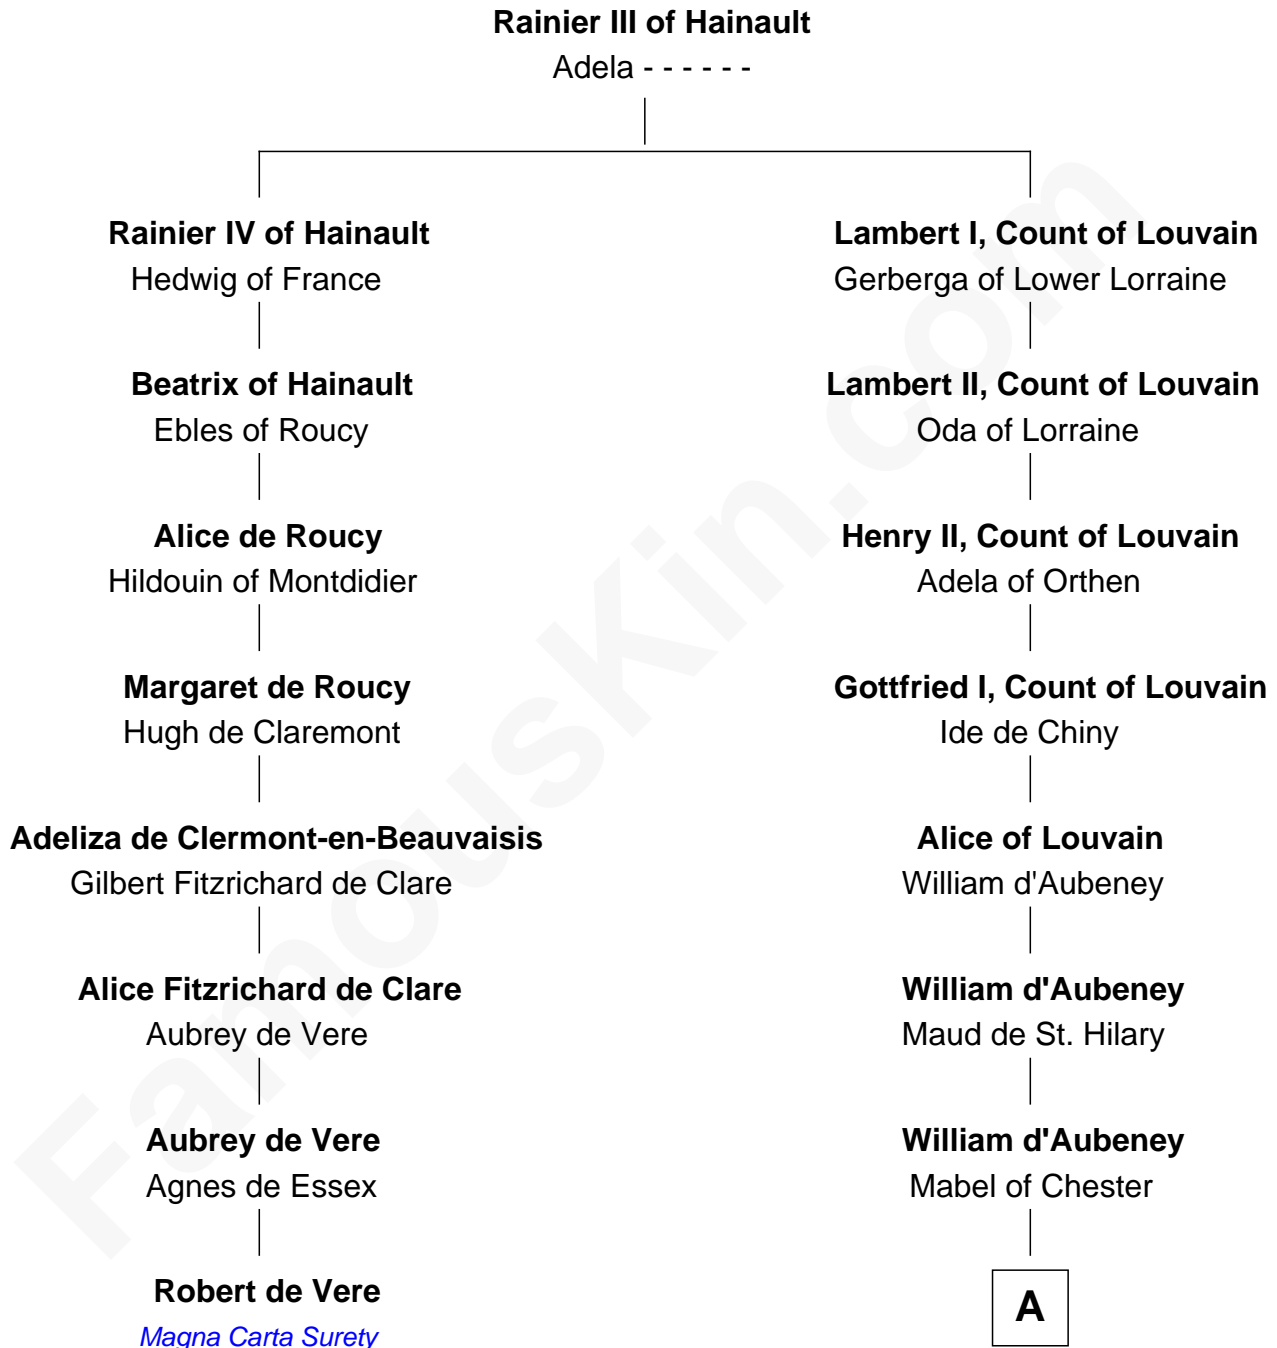 Rainier III of Hainault
Adela - - - - - -
Rainier IV of Hainault
Hedwig of France
Beatrix of Hainault
Ebles of Roucy
Alice de Roucy
Hildouin of Montdidier
Margaret de Roucy
Hugh de Claremont
Adeliza de Clermont-en-Beauvaisis
Gilbert Fitzrichard de Clare
Alice Fitzrichard de Clare
Aubrey de Vere
Aubrey de Vere
Agnes de Essex
Robert de Vere
Magna Carta Surety
Lambert I, Count of Louvain
Gerberga of Lower Lorraine
Lambert II, Count of Louvain
Oda of Lorraine
Henry II, Count of Louvain
Adela of Orthen
Gottfried I, Count of Louvain
Ide de Chiny
Alice of Louvain
William d'Aubeney
William d'Aubeney
Maud de St. Hilary
William d'Aubeney
Mabel of Chester
A
FamousKin.com